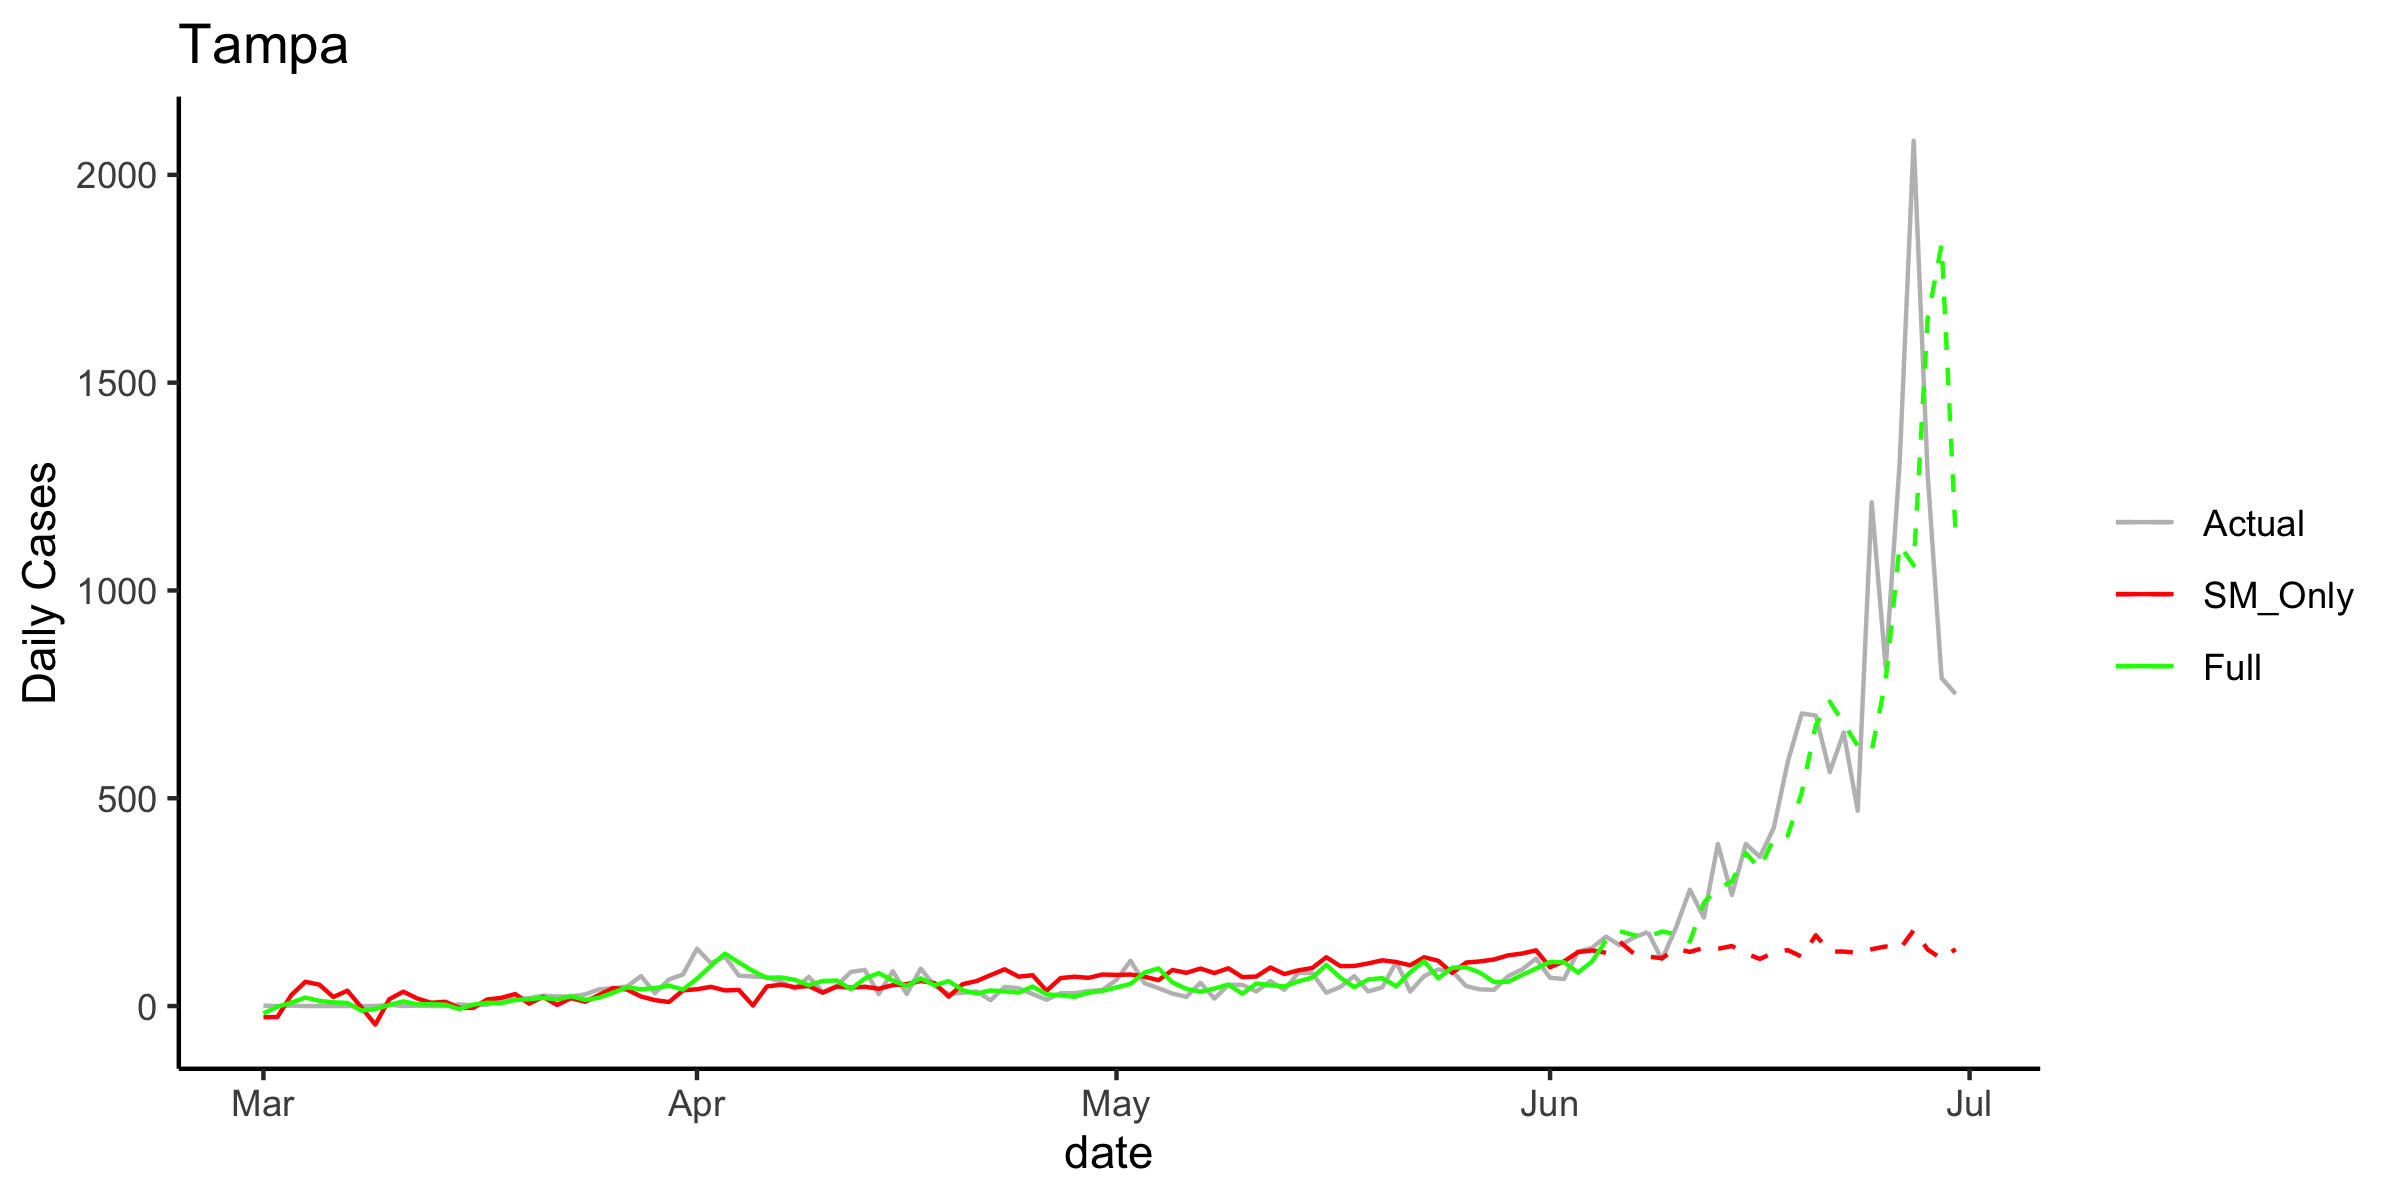 Tampa
Daily Cases
2000
1500
1000
500
0
Mar Apr May Jun Jul
date
Actual
SM_Only
Full